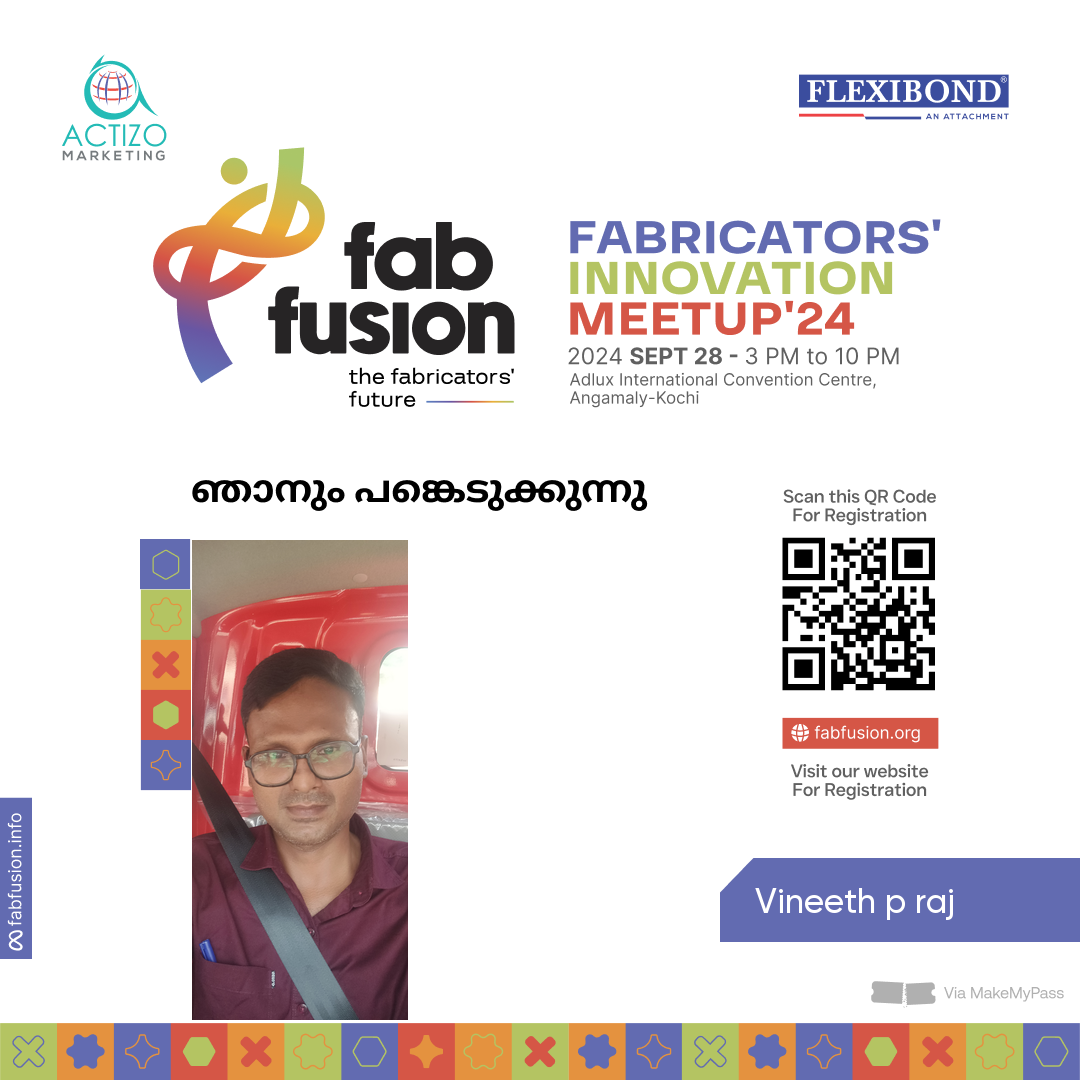 ACTIZO
MARKETING
FLEXIBOND®
AN ATTACHMENT
fab
fusion
the fabricators'
future
FABRICATORS'
INNOVATION
MEETUP'24
2024 SEPT 28 - 3 PM to 10 PM
Adlux International Convention Centre,
Angamaly-Kochi
ഞാനും പങ്കെടുക്കുന്നു
Scan this QR Code
For Registration
fabfusion.org
Visit our website
For Registration
fabfusion.info
Vineeth p raj
Via MakeMyPass